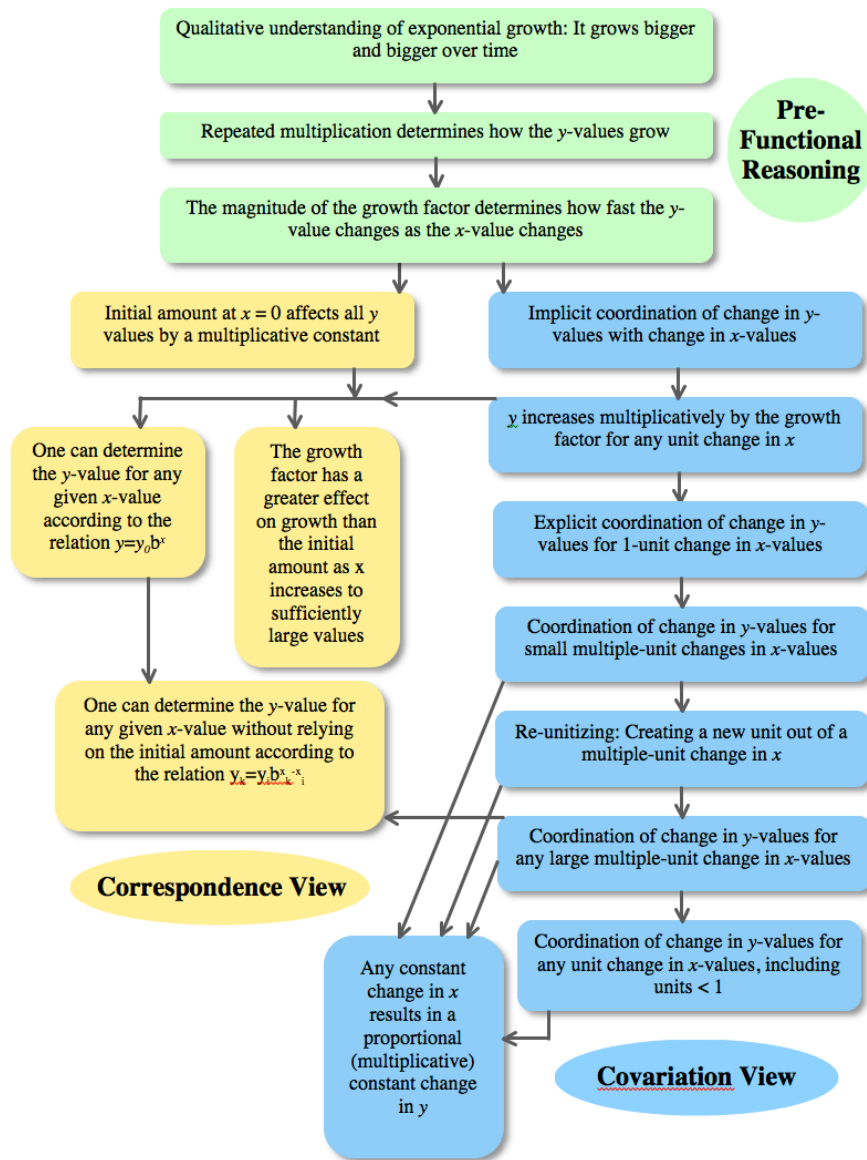 Qualitative understanding of exponential growth: It grows bigger
and bigger over time
Pre-
Functional
Reasoning
Repeated multiplication determines how the y-values grow
The magnitude of the growth factor determines how fast the y-
value changes as the x-value changes
Initial amount at x = 0 affects all y
values by a multiplicative constant
Implicit coordination of change in y-
values with change in x-values
y increases multiplicatively by the growth
factor for any unit change in x
One can determine
the y-value for any
given x-value
according to the
relation y=y₀bˣ
The growth
factor has a
greater effect
on growth than
the initial
amount as x
increases to
sufficiently
large values
Explicit coordination of change in y-
values for 1-unit change in x-values
Coordination of change in y-values for
small multiple-unit changes in x-values
One can determine the y-value for
any given x-value without relying
on the initial amount according to
the relation yₖ=yᵢb^(xₖ-xᵢ)
Re-unitizing: Creating a new unit out of a
multiple-unit change in x
Coordination of change in y-values for
any large multiple-unit change in x-values
Correspondence View
Coordination of change in y-values for
any unit change in x-values, including
units < 1
Any constant
change in x
results in a
proportional
(multiplicative)
constant change
in y
Covariation View